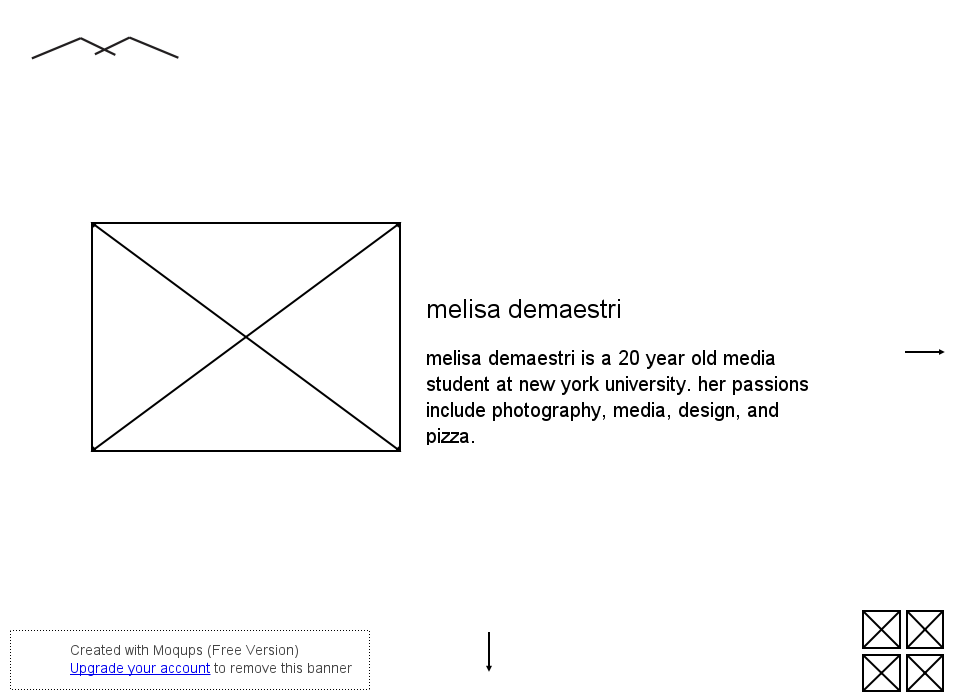 melisa demaestri
melisa demaestri is a 20 year old media
student at new york university. her passions
include photography, media, design, and
pizza.
Created with Moqups (Free Version)
Upgrade your account to remove this banner